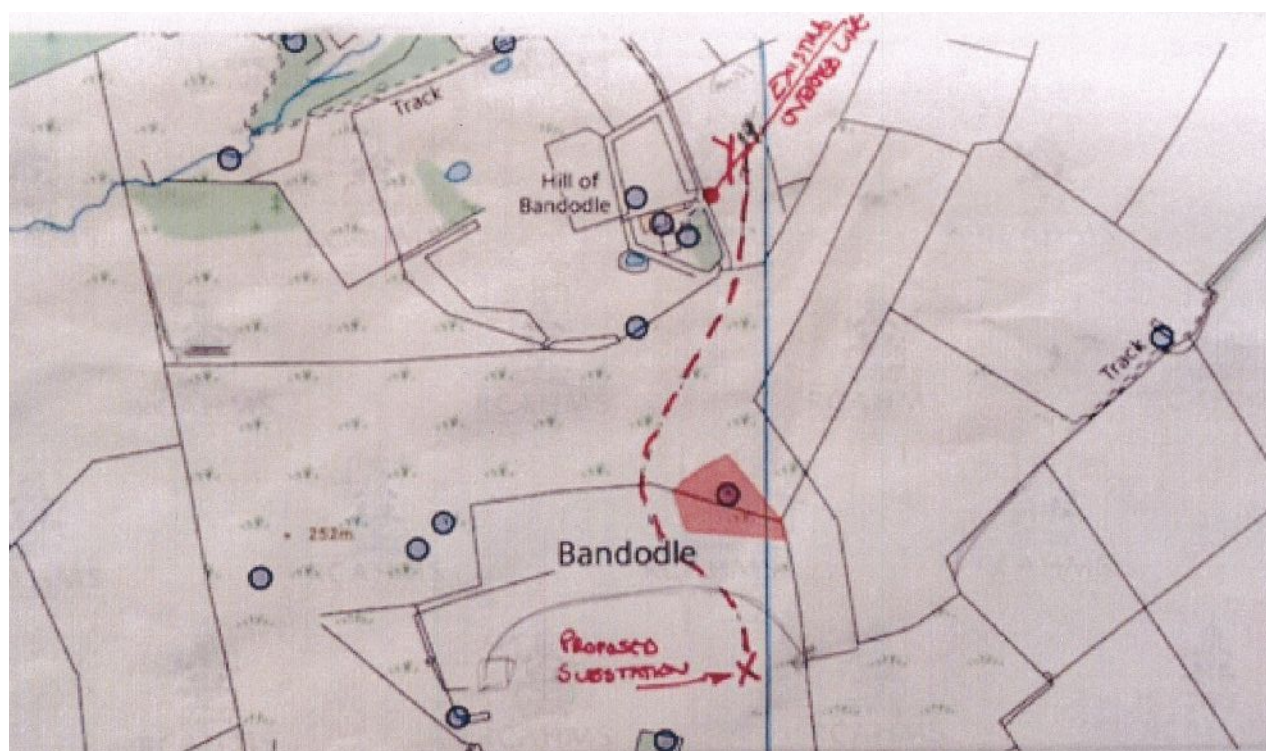 EXISTING
OVERHEAD LINE
Track
Hill of
Bandodle
Track
252m
Bandodle
PROPOSED
SUBSTATION